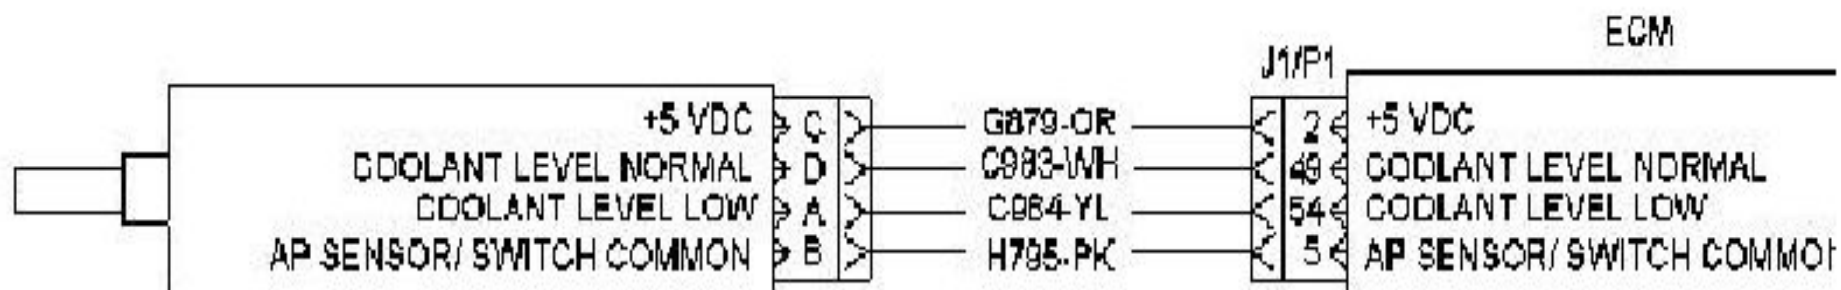 ECM
J1/P1
+5 VDC C G879-OR 2 +5 VDC
COOLANT LEVEL NORMAL D C983-WH 49 COOLANT LEVEL NORMAL
COOLANT LEVEL LOW A C984-YL 54 COOLANT LEVEL LOW
AP SENSOR/ SWITCH COMMON B H795-PK 5 AP SENSOR/ SWITCH COMMON